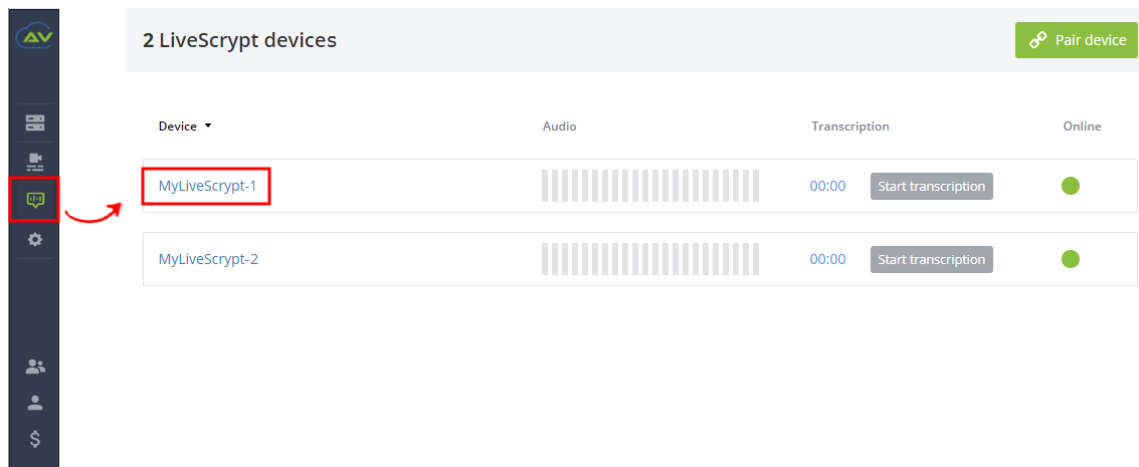 AV
2 LiveScrypt devices
Pair device
Device Audio Transcription Online
MyLiveScrypt-1 00:00 Start transcription
MyLiveScrypt-2 00:00 Start transcription
$